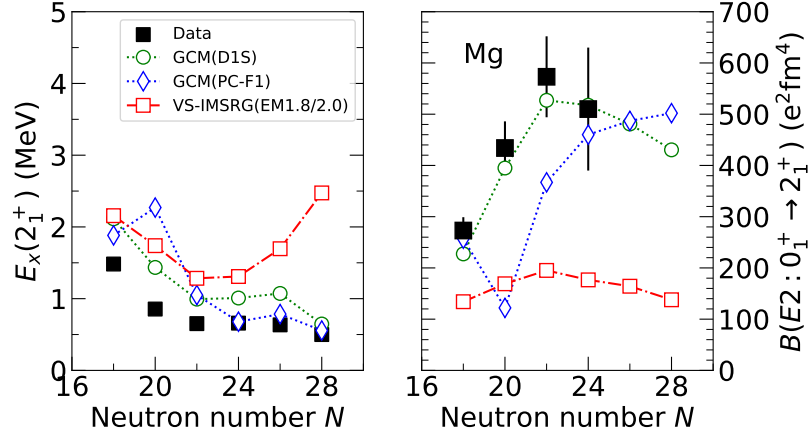 5
4
3
2
1
0
16
20
24
28
Neutron number N
E_x(2_1^+) (MeV)
Data
GCM(D1S)
GCM(PC-F1)
VS-IMSRG(EM1.8/2.0)
Mg
16
20
24
28
Neutron number N
700
600
500
400
300
200
100
0
B(E2 : 0_1^+ → 2_1^+) (e^2fm^4)